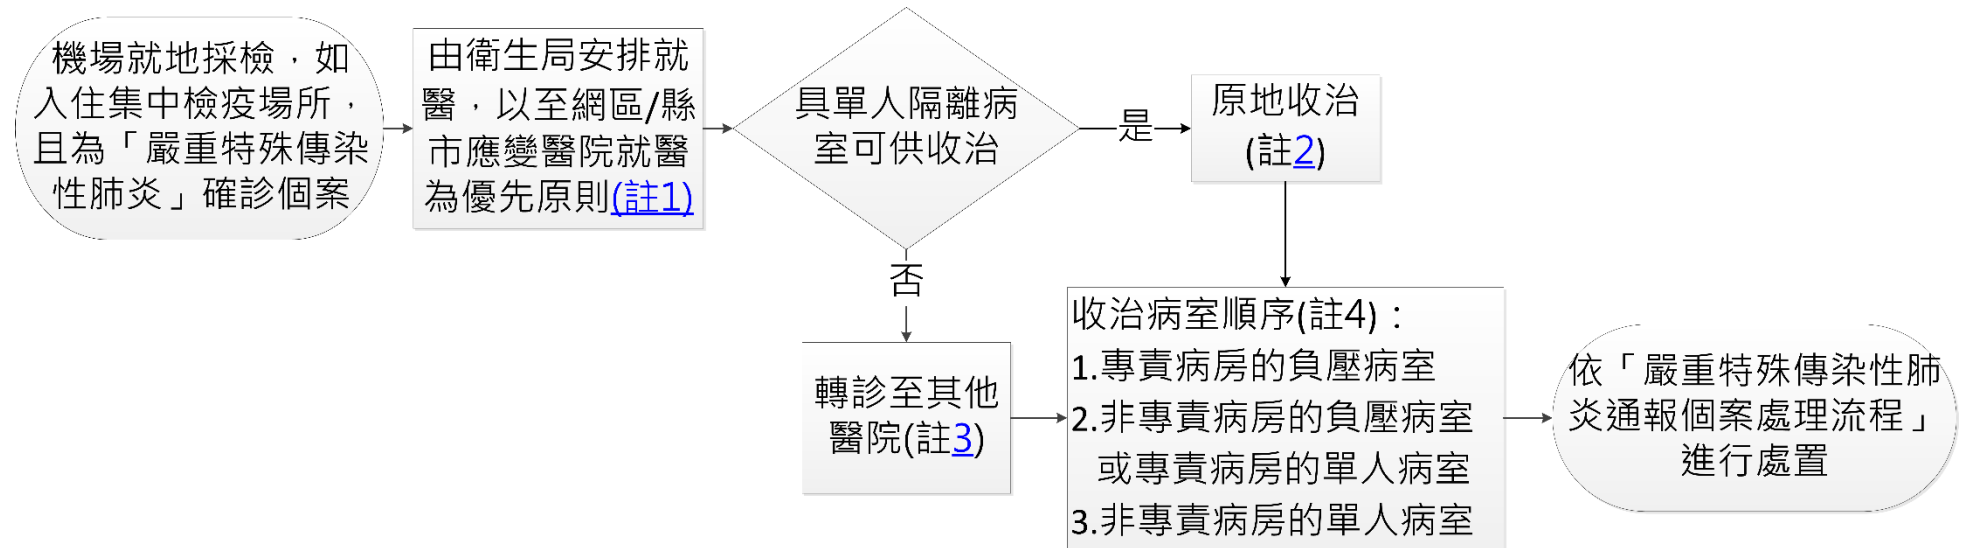 機場就地採檢，如
入住集中檢疫場所，
且為「嚴重特殊傳染
性肺炎」確診個案
由衛生局安排就
醫，以至網區/縣
市應變醫院就醫
為優先原則(註1)
具單人隔離病
室可供收治
是
原地收治
(註2)
否
轉診至其他
醫院(註3)
收治病室順序(註4)：
1.專責病房的負壓病室
2.非專責病房的負壓病室
或專責病房的單人病室
3.非專責病房的單人病室
依「嚴重特殊傳染性肺
炎通報個案處理流程」
進行處置